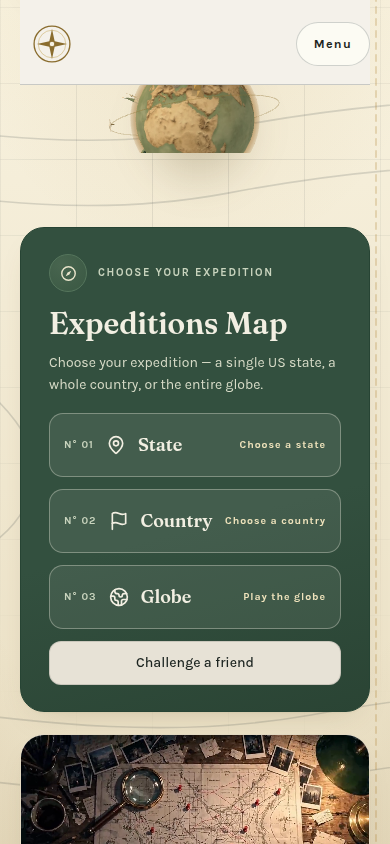 Menu
CHOOSE YOUR EXPEDITION
Expeditions Map
Choose your expedition — a single US state, a
whole country, or the entire globe.
N° 01 State Choose a state
N° 02 Country Choose a country
N° 03 Globe Play the globe
Challenge a friend